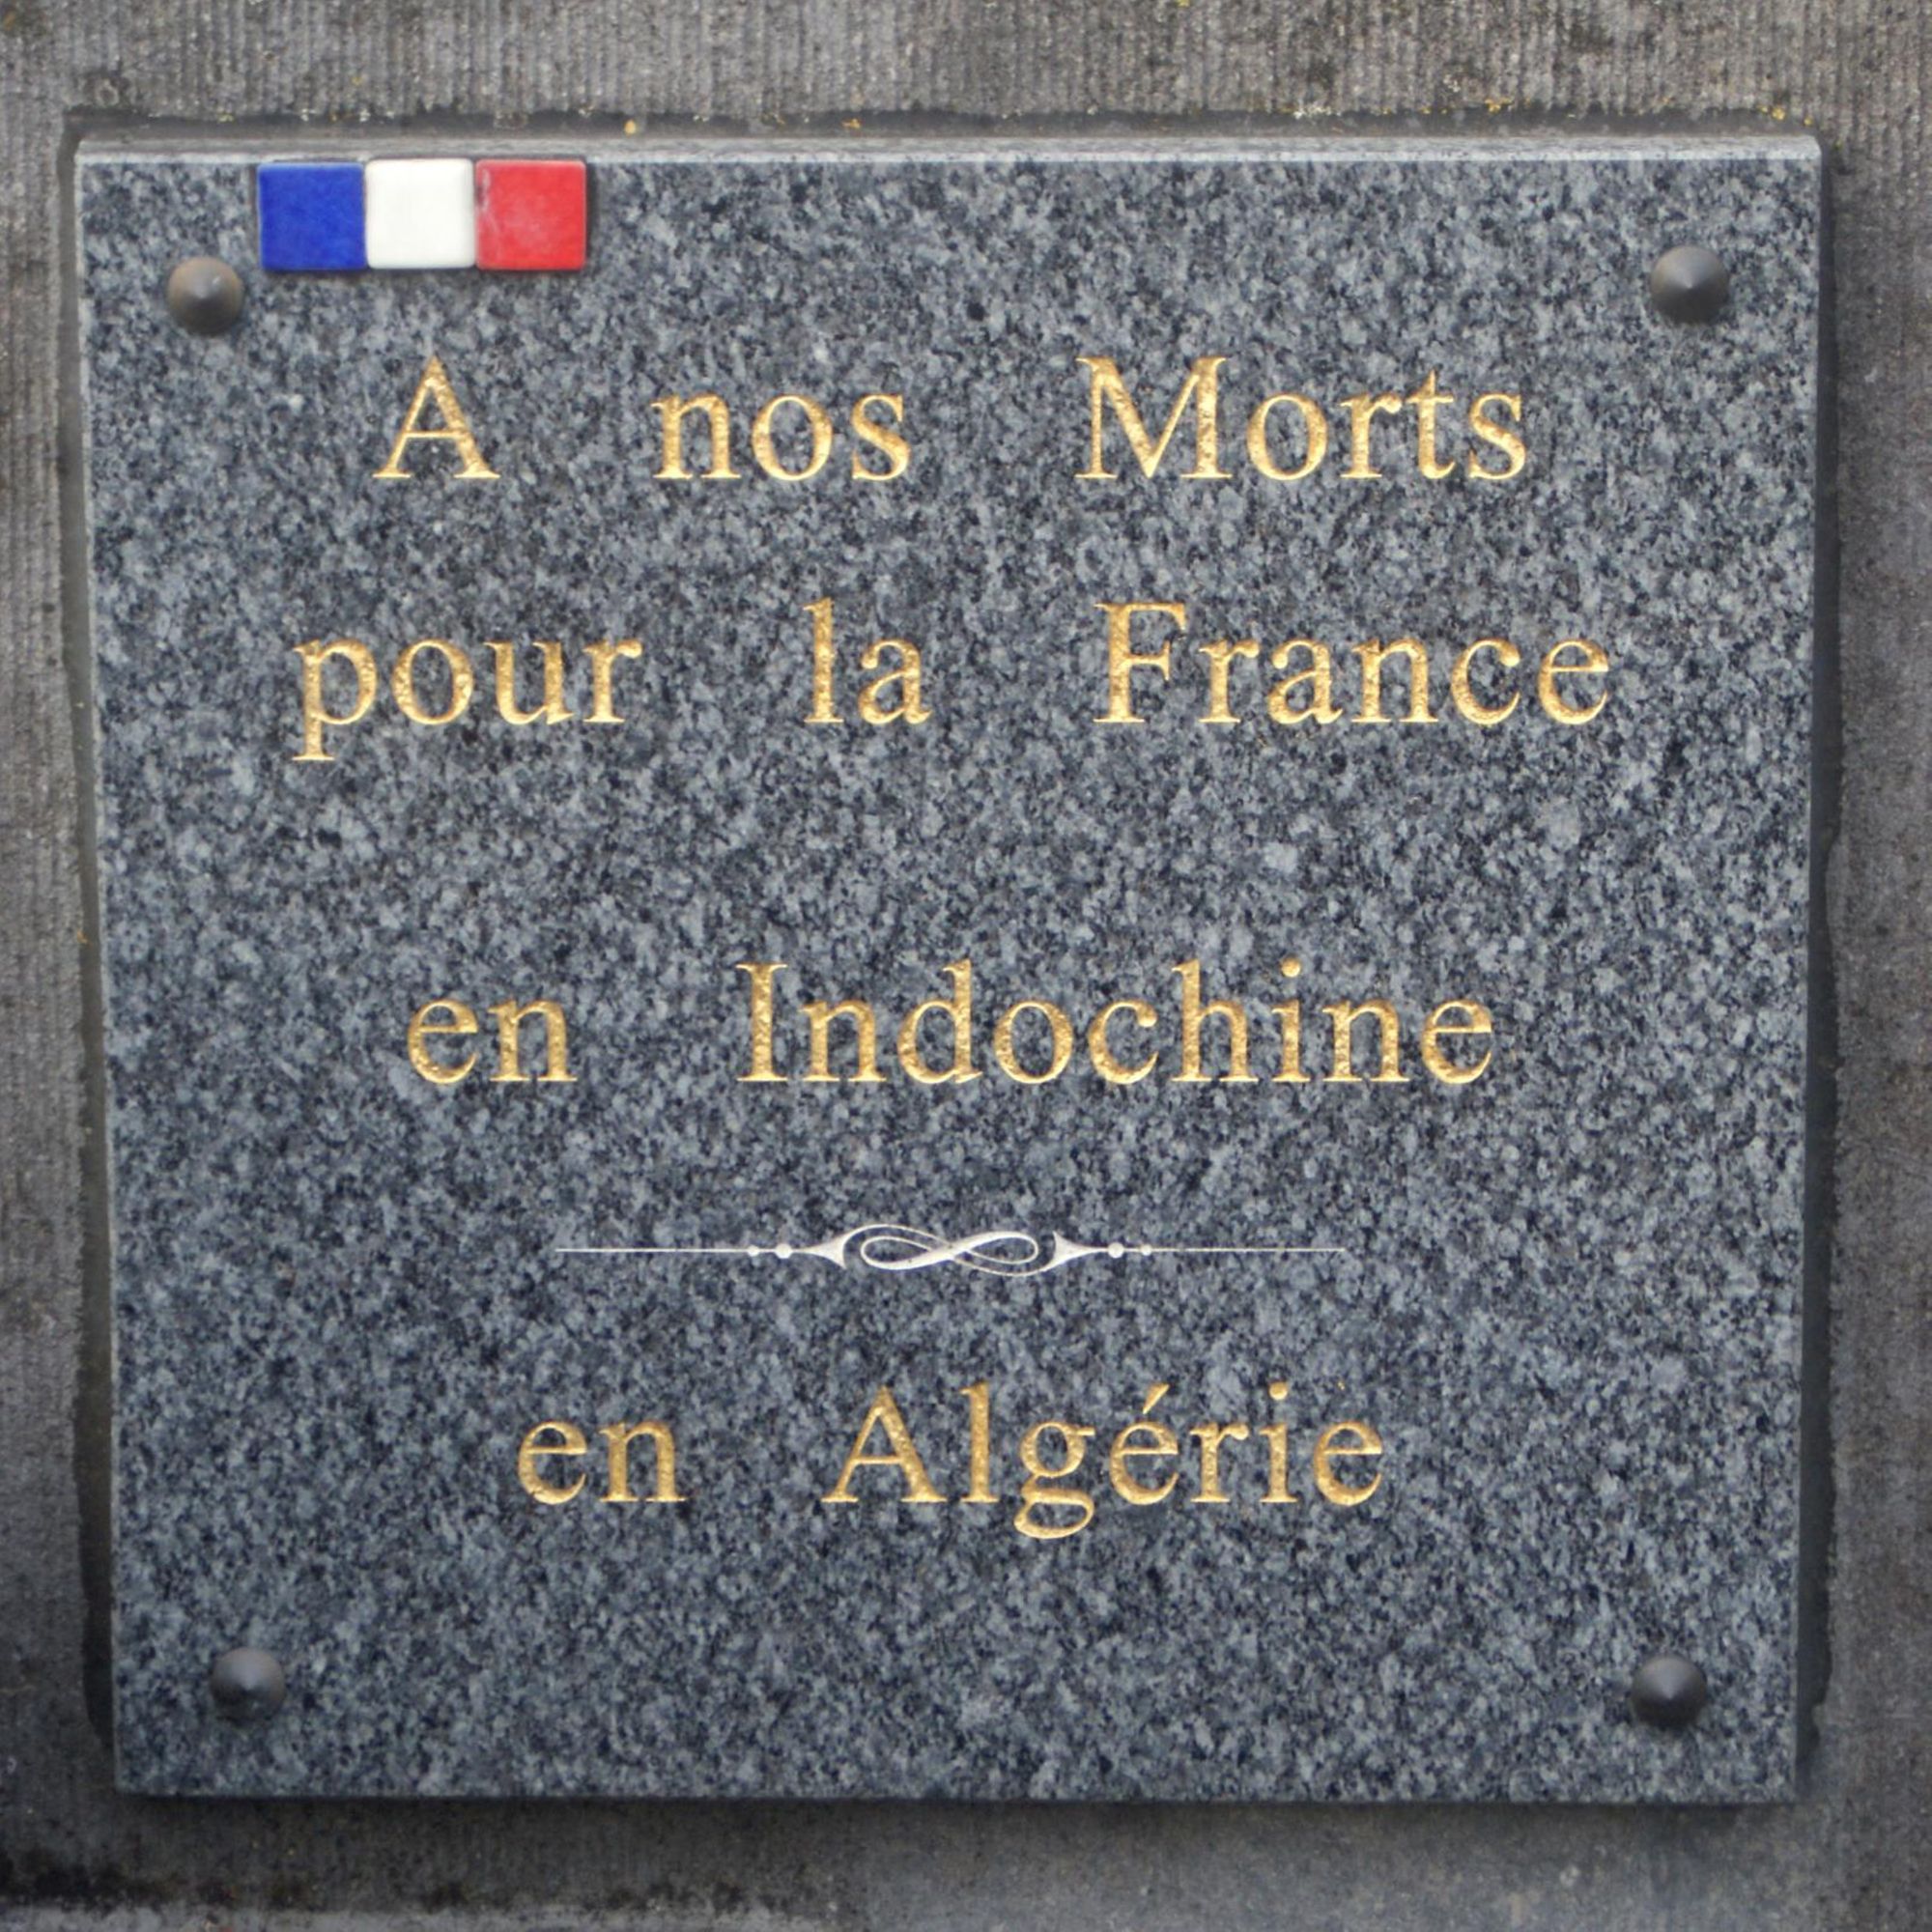 A nos Morts
pour la France
en Indochine
en Algérie